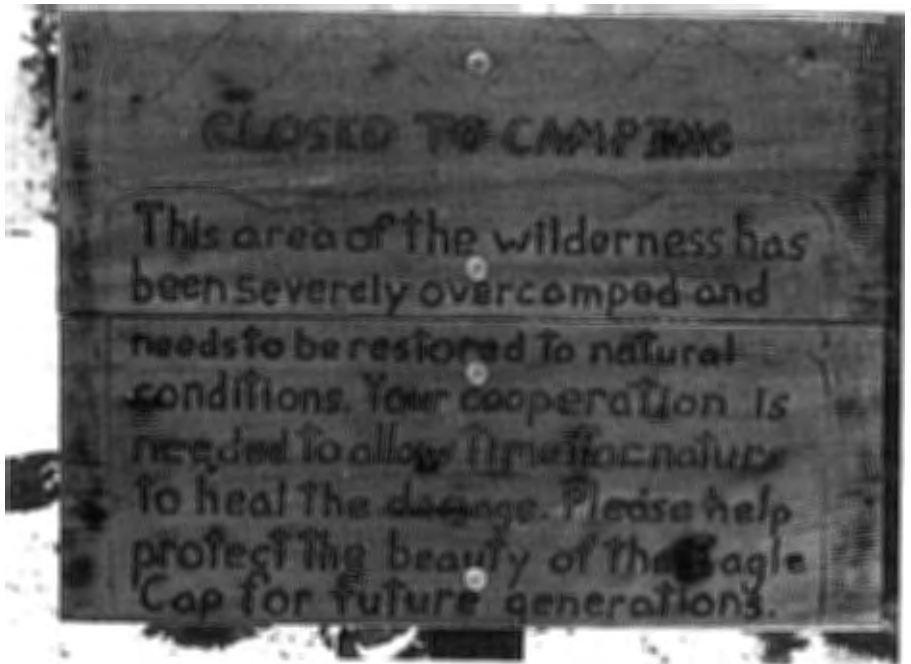 CLOSED TO CAMPING
This area of the wilderness has
been severely overcamped and
needs to be restored to natural
conditions. Your cooperation is
needed to allow time for nature
to heal the damage. Please help
protect the beauty of the Eagle
Cap for future generations.